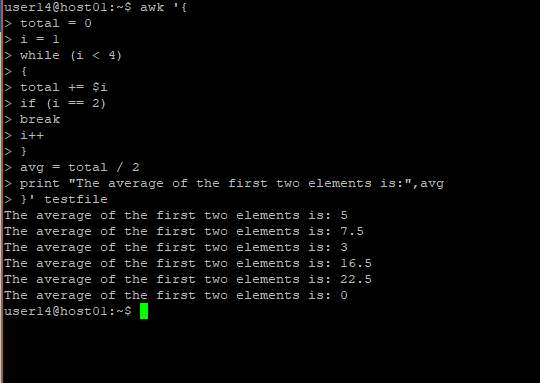 user14@host01:~$ awk '{
> total = 0
> i = 1
> while (i < 4)
> {
> total += $i
> if (i == 2)
> break
> i++
> }
> avg = total / 2
> print "The average of the first two elements is:",avg
> }' testfile
The average of the first two elements is: 5
The average of the first two elements is: 7.5
The average of the first two elements is: 3
The average of the first two elements is: 16.5
The average of the first two elements is: 22.5
The average of the first two elements is: 0
user14@host01:~$